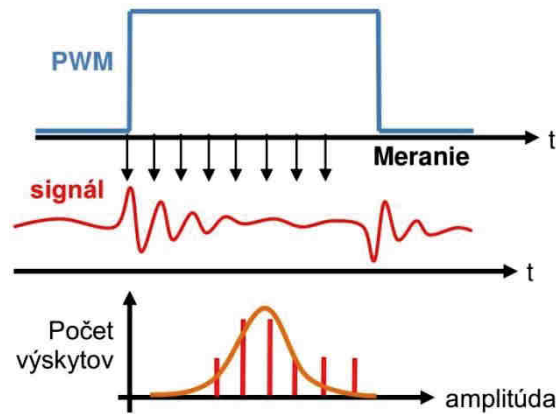 PWM
t
Meranie
signál
t
Počet
výskytov
amplitúda